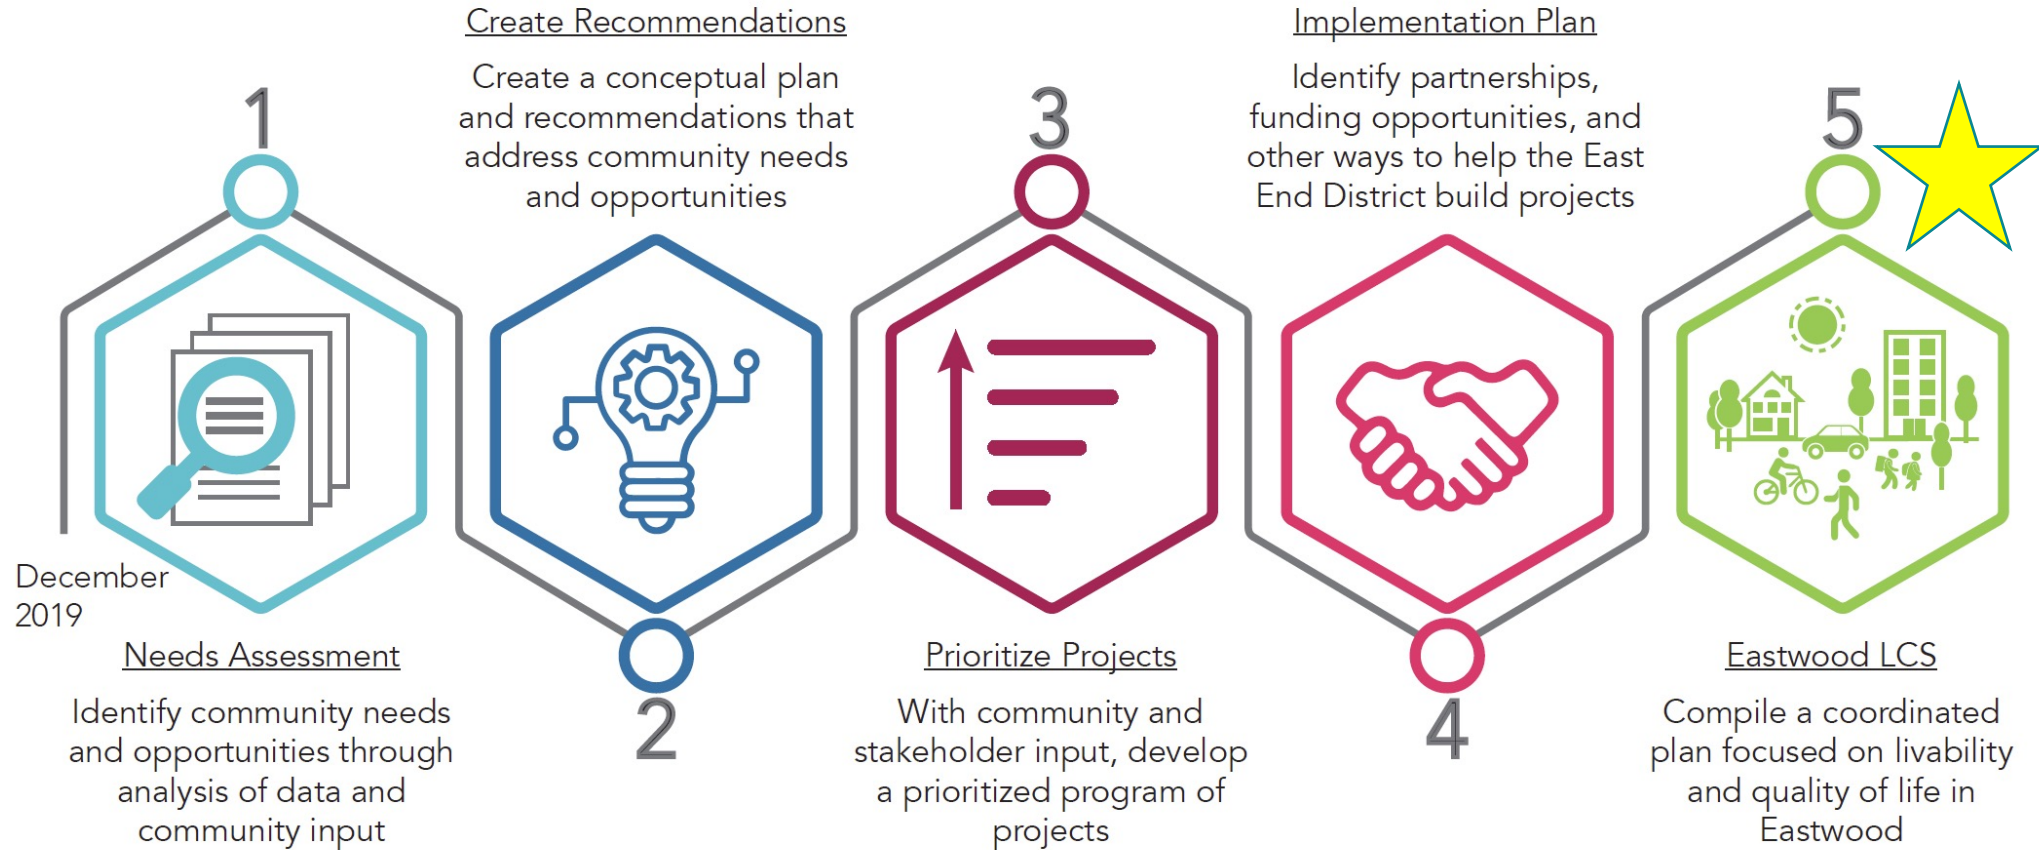 1
December
2019
Needs Assessment
Identify community needs
and opportunities through
analysis of data and
community input
Create Recommendations
Create a conceptual plan
and recommendations that
address community needs
and opportunities
2
3
Prioritize Projects
With community and
stakeholder input, develop
a prioritized program of
projects
Implementation Plan
Identify partnerships,
funding opportunities, and
other ways to help the East
End District build projects
4
5
Eastwood LCS
Compile a coordinated
plan focused on livability
and quality of life in
Eastwood